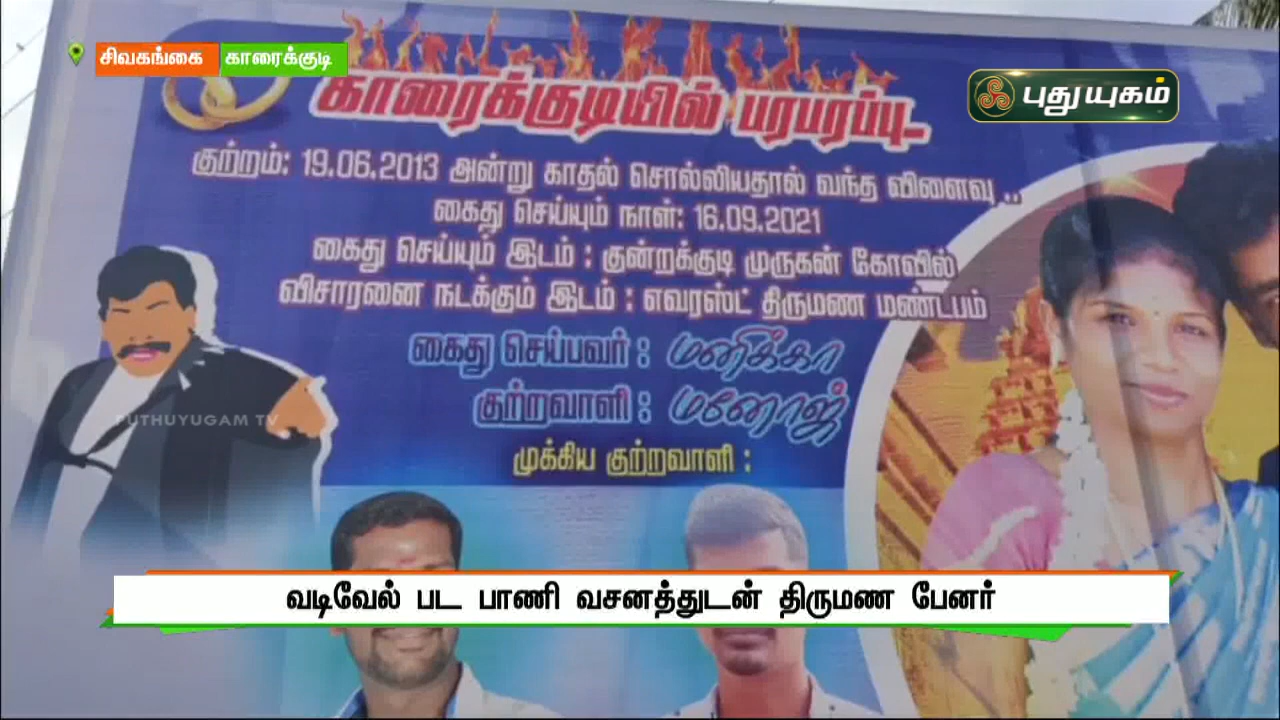 சிவகங்கை காரைக்குடி
புதுயுகம்
காரைக்குடியில் பரபரப்பு..
குற்றம்: 19.06.2013 அன்று காதல் சொல்லியதால் வந்த விளைவு ..
கைது செய்யும் நாள்: 16.09.2021
கைது செய்யும் இடம் : குன்றக்குடி முருகன் கோவில்
விசாரனை நடக்கும் இடம் : எவரஸ்ட் திருமண மண்டபம்
கைது செய்பவர் : மனிக்கா
குற்றவாளி : மனோஜ்
PUTHUYUGAM TV
முக்கிய குற்றவாளி :
வடிவேல் பட பாணி வசனத்துடன் திருமண பேனர்